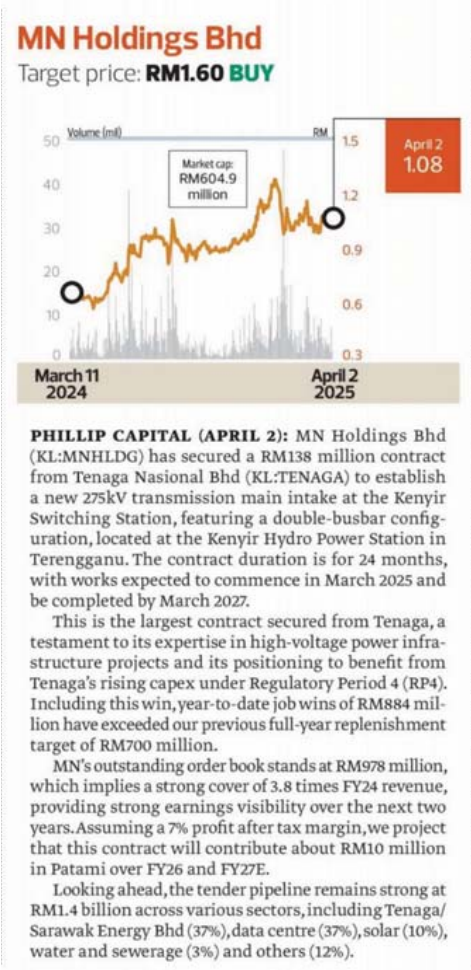 MN Holdings Bhd
Target price: RM1.60 BUY
Volume (mil)
RM
50
40
30
20
10
0
Market cap:
RM604.9
million
1.5
1.2
0.9
0.6
0.3
April 2
1.08
March 11
2024
April 2
2025
PHILLIP CAPITAL (APRIL 2): MN Holdings Bhd
(KL:MNHLDG) has secured a RM138 million contract
from Tenaga Nasional Bhd (KL:TENAGA) to establish
a new 275kV transmission main intake at the Kenyir
Switching Station, featuring a double-busbar config-
uration, located at the Kenyir Hydro Power Station in
Terengganu. The contract duration is for 24 months,
with works expected to commence in March 2025 and
be completed by March 2027.
This is the largest contract secured from Tenaga, a
testament to its expertise in high-voltage power infra-
structure projects and its positioning to benefit from
Tenaga's rising capex under Regulatory Period 4 (RP4).
Including this win, year-to-date job wins of RM884 mil-
lion have exceeded our previous full-year replenishment
target of RM700 million.
MN's outstanding order book stands at RM978 million,
which implies a strong cover of 3.8 times FY24 revenue,
providing strong earnings visibility over the next two
years. Assuming a 7% profit after tax margin, we project
that this contract will contribute about RM10 million
in Patami over FY26 and FY27E.
Looking ahead, the tender pipeline remains strong at
RM1.4 billion across various sectors, including Tenaga/
Sarawak Energy Bhd (37%), data centre (37%), solar (10%),
water and sewerage (3%) and others (12%).